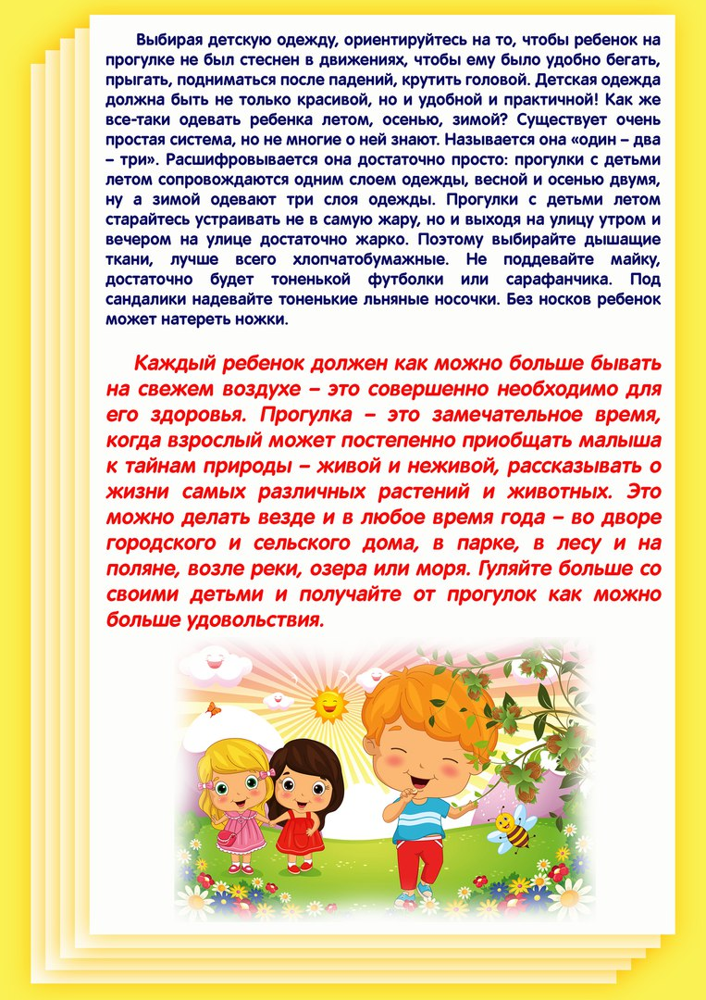 Выбирая детскую одежду, ориентируйтесь на то, чтобы ребенок на
прогулке не был стеснен в движениях, чтобы ему было удобно бегать,
прыгать, подниматься после падений, крутить головой. Детская одежда
должна быть не только красивой, но и удобной и практичной! Как же
все-таки одевать ребенка летом, осенью, зимой? Существует очень
простая система, но не многие о ней знают. Называется она «один – два
– три». Расшифровывается она достаточно просто: прогулки с детьми
летом сопровождаются одним слоем одежды, весной и осенью двумя,
ну а зимой одевают три слоя одежды. Прогулки с детьми летом
старайтесь устраивать не в самую жару, но и выходя на улицу утром и
вечером на улице достаточно жарко. Поэтому выбирайте дышащие
ткани, лучше всего хлопчатобумажные. Не поддевайте майку,
достаточно будет тоненькой футболки или сарафанчика. Под
сандалики надевайте тоненькие льняные носочки. Без носков ребенок
может натереть ножки.
Каждый ребенок должен как можно больше бывать
на свежем воздухе – это совершенно необходимо для
его здоровья. Прогулка – это замечательное время,
когда взрослый может постепенно приобщать малыша
к тайнам природы – живой и неживой, рассказывать о
жизни самых различных растений и животных. Это
можно делать везде и в любое время года – во дворе
городского и сельского дома, в парке, в лесу и на
поляне, возле реки, озера или моря. Гуляйте больше со
своими детьми и получайте от прогулок как можно
больше удовольствия.